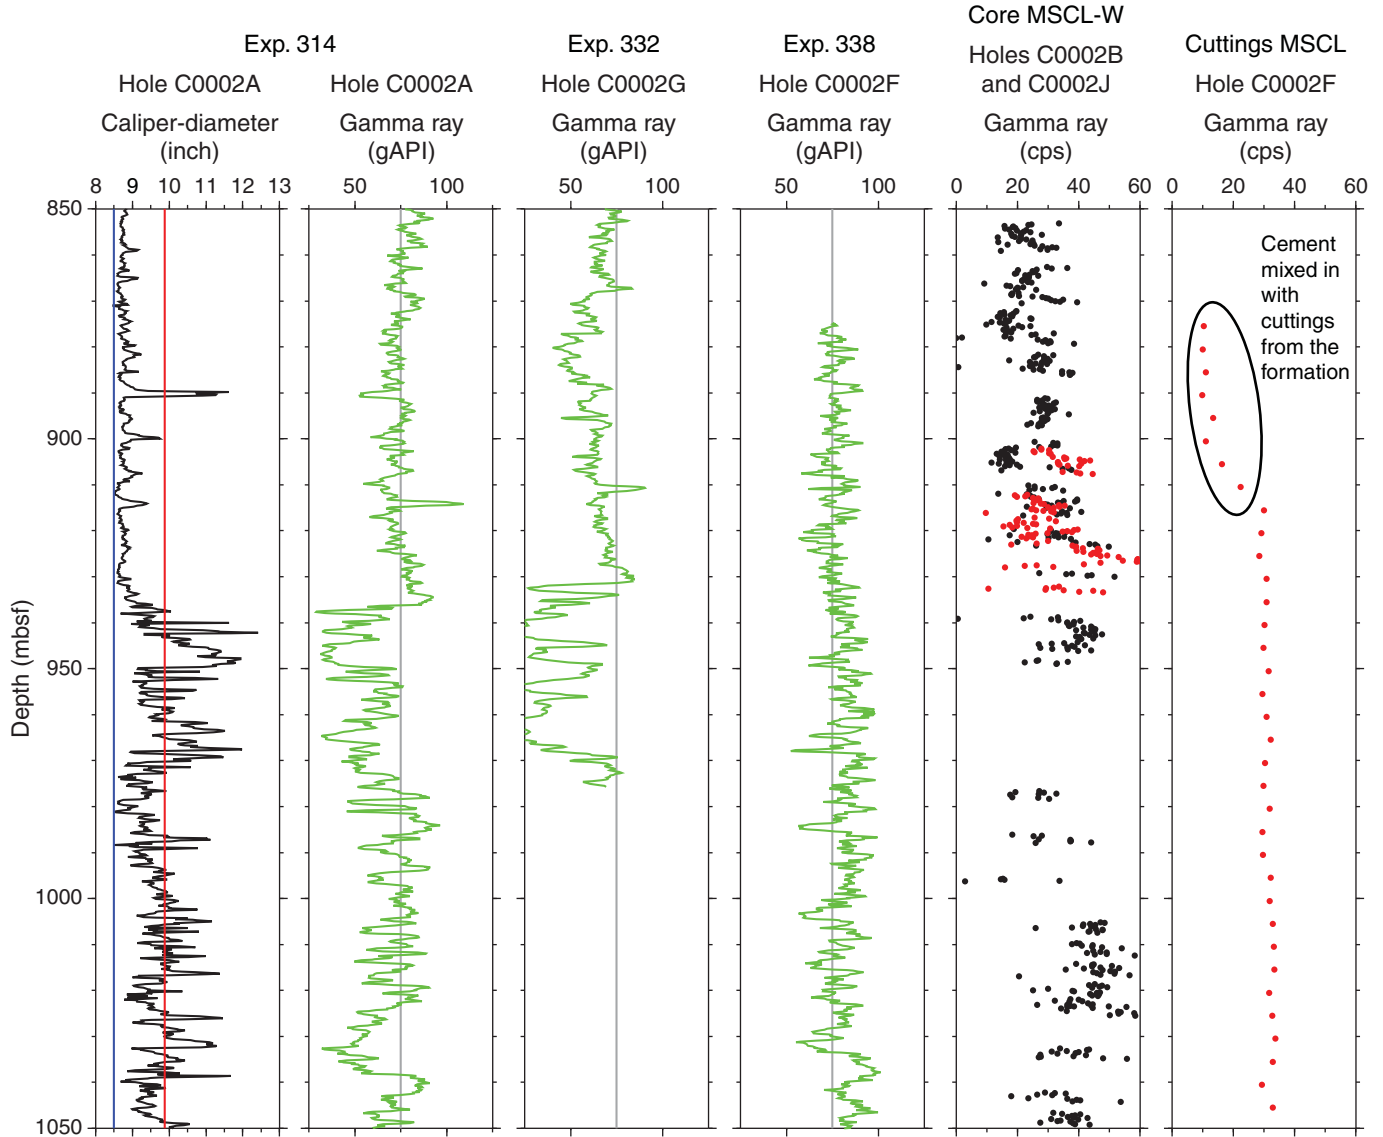 Exp. 314
Exp. 332
Exp. 338
Core MSCL-W
Cuttings MSCL
Hole C0002A
Hole C0002A
Hole C0002G
Hole C0002F
Holes C0002B
and C0002J
Hole C0002F
Caliper-diameter
(inch)
Gamma ray
(gAPI)
Gamma ray
(gAPI)
Gamma ray
(gAPI)
Gamma ray
(cps)
Gamma ray
(cps)
8 9 10 11 12 13
50 100
50 100
50 100
0 20 40 60
0 20 40 60
850
900
950
1000
1050
Depth (mbsf)
Cement
mixed in
with
cuttings
from the
formation